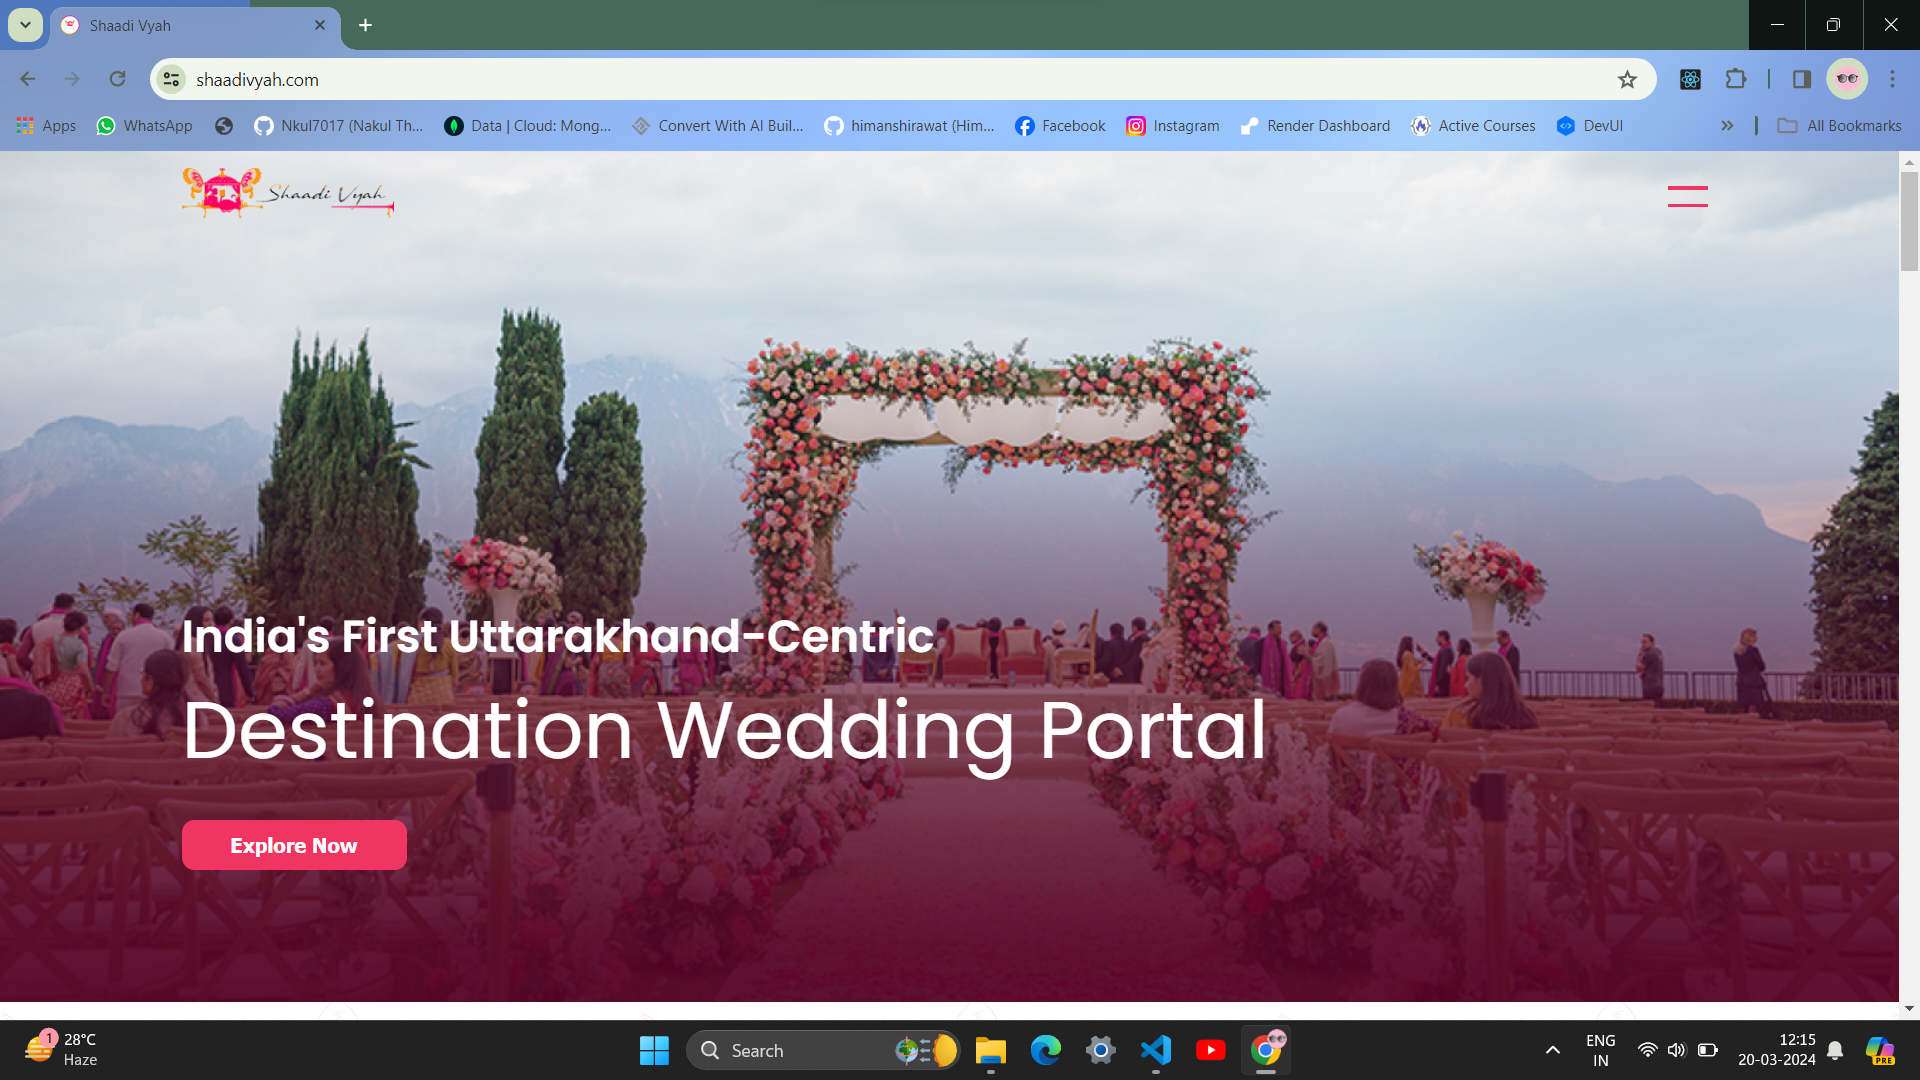 Shaadi Vyah
shaadivyah.com
Apps
WhatsApp
Nkul7017 (Nakul Th...
Data | Cloud: Mong...
Convert With AI Buil...
himanshirawat (Him...
Facebook
Instagram
Render Dashboard
Active Courses
DevUI
All Bookmarks
Shaadi Vyah
India's First Uttarakhand-Centric
Destination Wedding Portal
Explore Now
1
28°C
Haze
Search
ENG
IN
12:15
20-03-2024
PRE